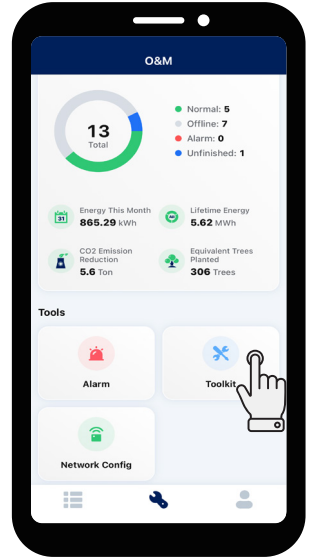 O&M
13
Total
Normal: 5
Offline: 7
Alarm: 0
Unfinished: 1
31
Energy This Month
865.29 kWh
Lifetime Energy
5.62 MWh
CO2 Emission
Reduction
5.6 Ton
Equivalent Trees
Planted
306 Trees
Tools
Alarm
Toolkit
Network Config